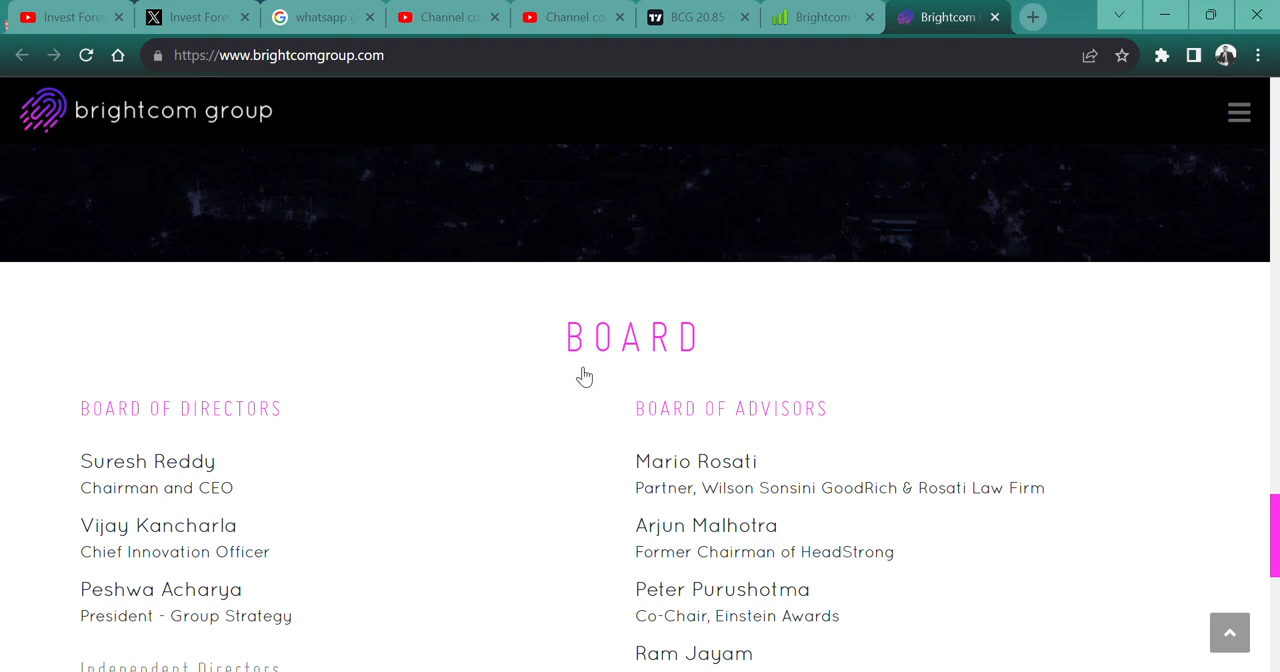 Invest Fore
Invest Fore
whatsapp g
Channel co
Channel co
BCG 20.85
Brightcom
Brightcom
https://www.brightcomgroup.com
brightcom group
BOARD
BOARD OF DIRECTORS
Suresh Reddy
Chairman and CEO
Vijay Kancharla
Chief Innovation Officer
Peshwa Acharya
President - Group Strategy
Independent Directors
BOARD OF ADVISORS
Mario Rosati
Partner, Wilson Sonsini GoodRich & Rosati Law Firm
Arjun Malhotra
Former Chairman of HeadStrong
Peter Purushotma
Co-Chair, Einstein Awards
Ram Jayam